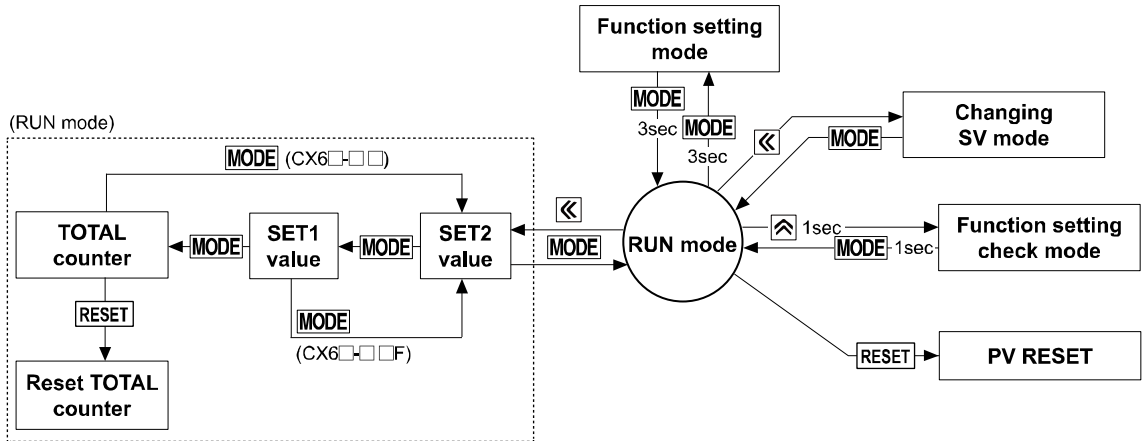 Function setting
mode
MODE
3sec
MODE
3sec
Changing
SV mode
MODE
(RUN mode)
MODE (CX6□-□□)
TOTAL
counter
MODE
SET1
value
MODE
SET2
value
MODE
RUN mode
1sec
MODE 1sec
Function setting
check mode
RESET
MODE
(CX6□-□□F)
Reset TOTAL
counter
RESET
PV RESET